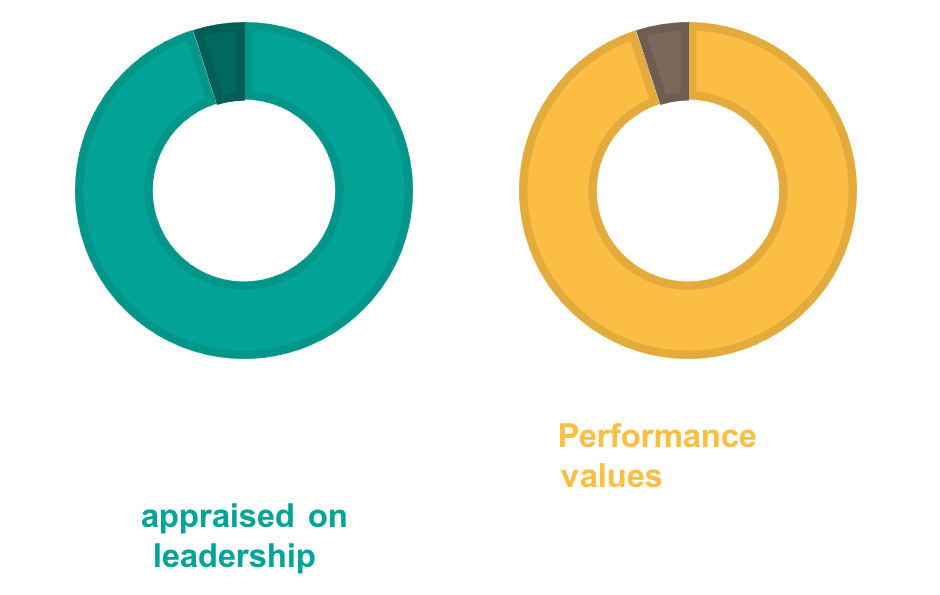 Performance
values
appraised on
leadership